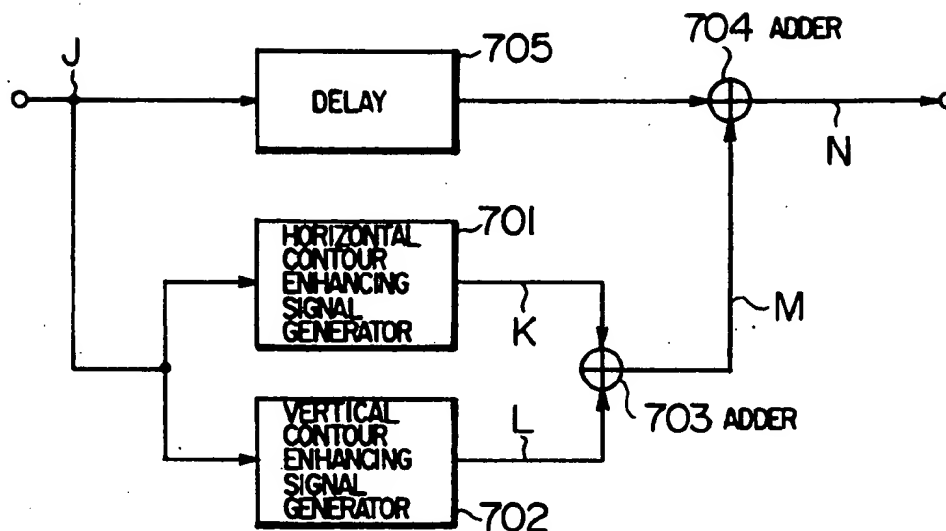 704 ADDER
J
705
DELAY
N
701
HORIZONTAL
CONTOUR
ENHANCING
SIGNAL
GENERATOR
K
M
703 ADDER
VERTICAL
CONTOUR
ENHANCING
SIGNAL
GENERATOR
L
702